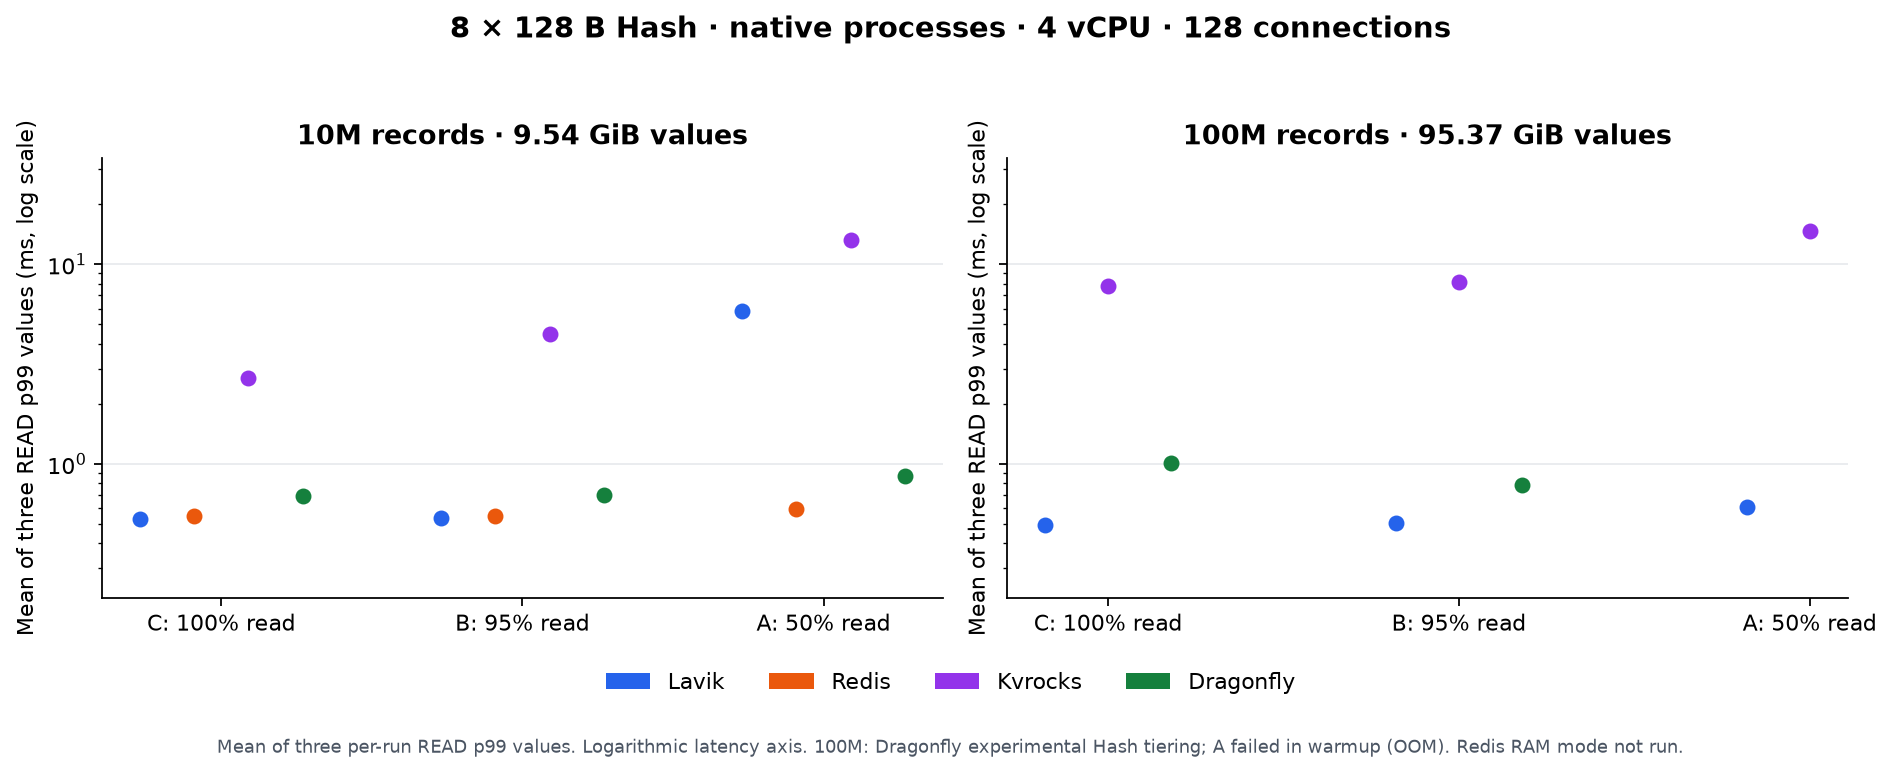 8 × 128 B Hash · native processes · 4 vCPU · 128 connections
10M records · 9.54 GiB values
Mean of three READ p99 values (ms, log scale)
10¹
10⁰
C: 100% read
B: 95% read
A: 50% read
100M records · 95.37 GiB values
Mean of three READ p99 values (ms, log scale)
C: 100% read
B: 95% read
A: 50% read
Lavik
Redis
Kvrocks
Dragonfly
Mean of three per-run READ p99 values. Logarithmic latency axis. 100M: Dragonfly experimental Hash tiering; A failed in warmup (OOM). Redis RAM mode not run.